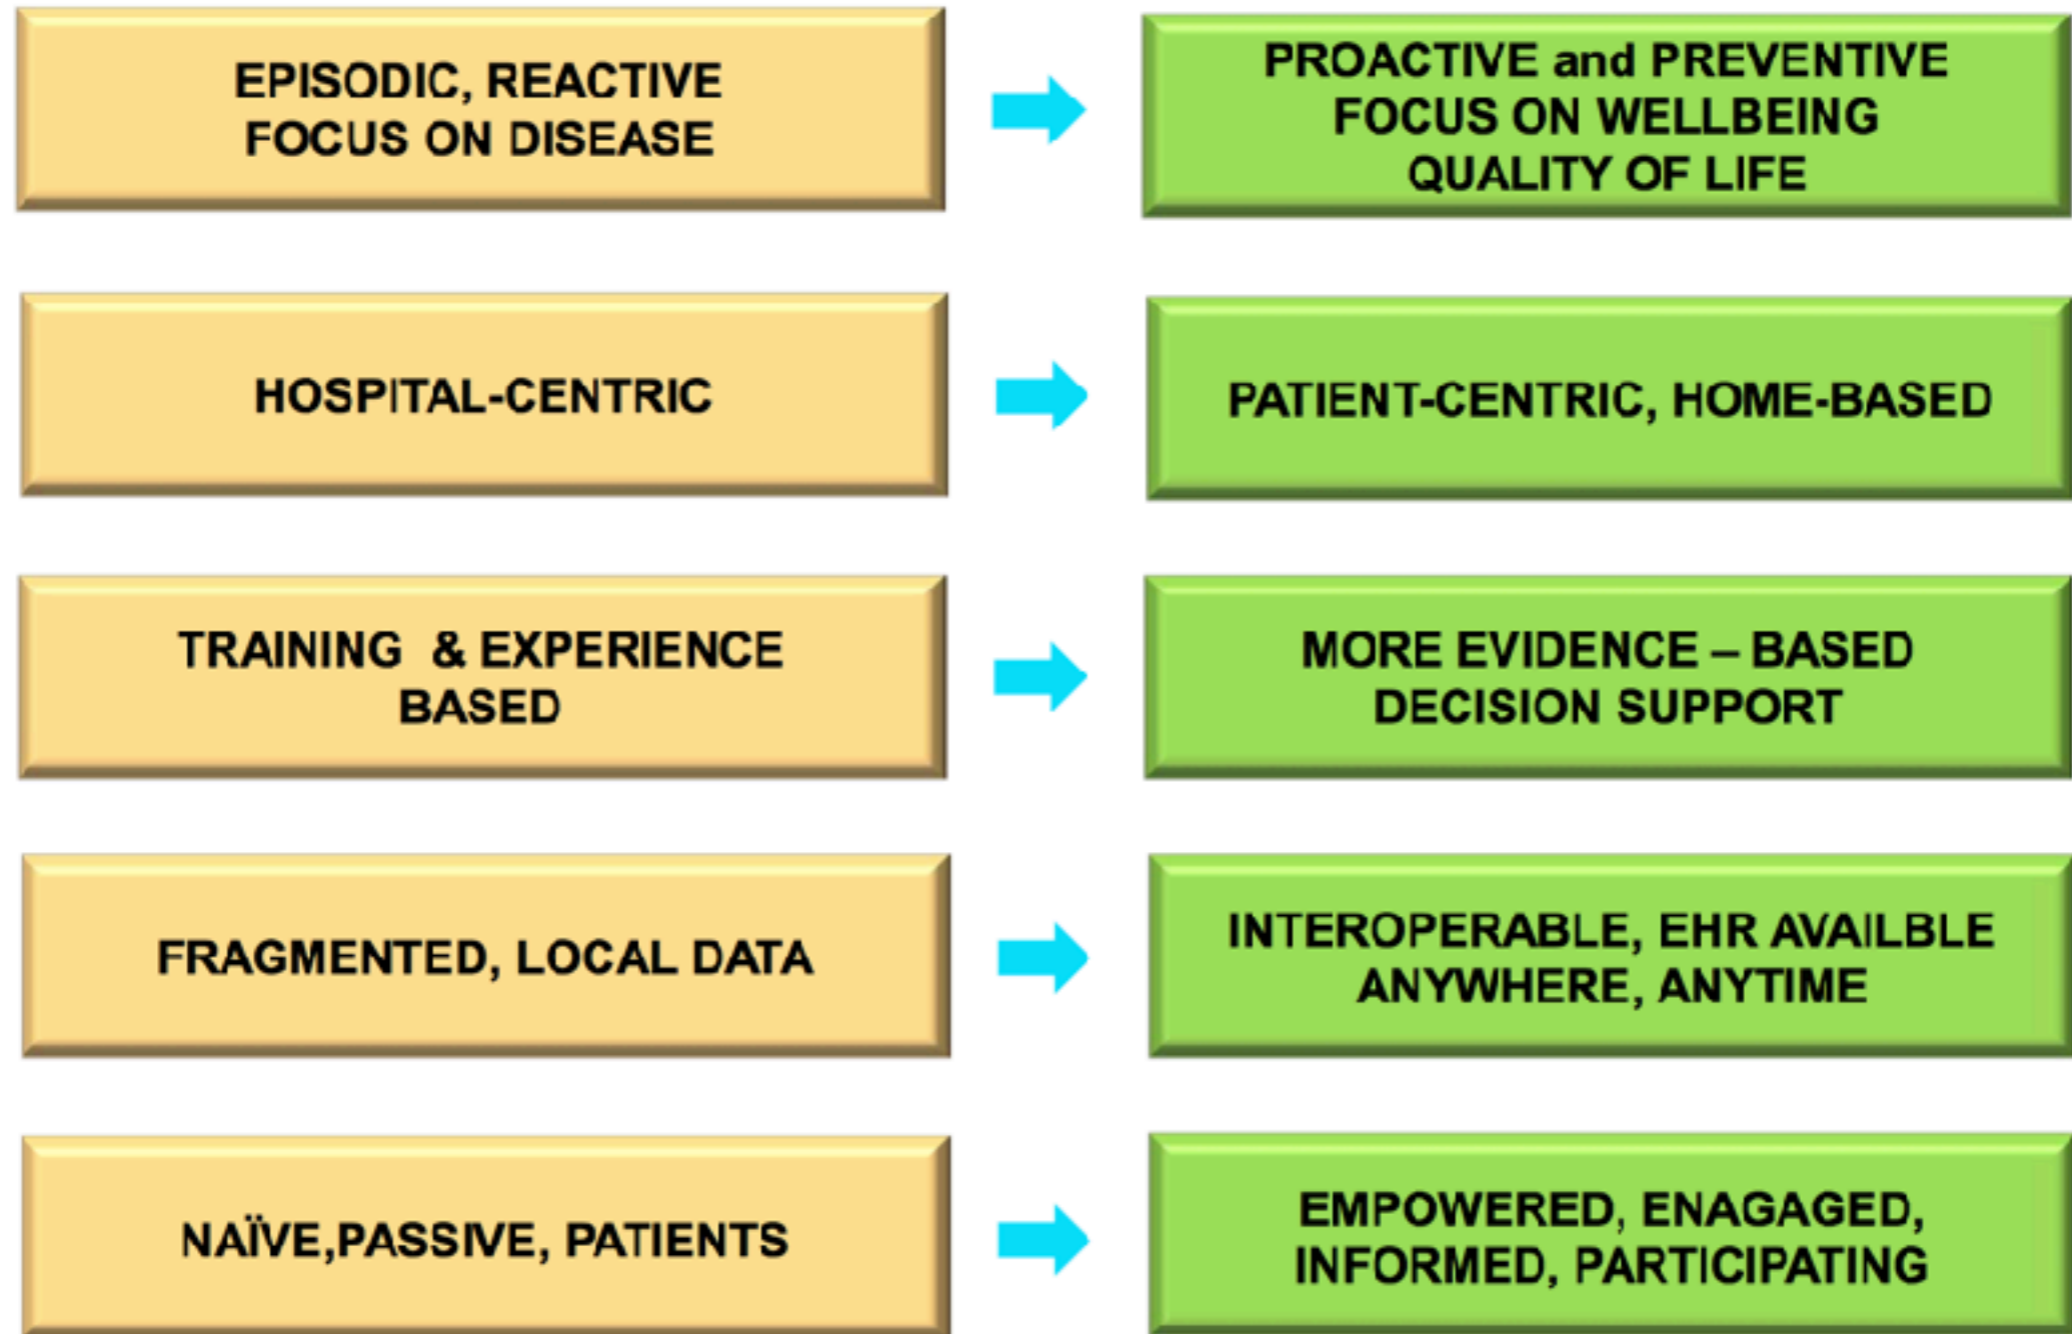 EPISODIC, REACTIVE
FOCUS ON DISEASE
PROACTIVE and PREVENTIVE
FOCUS ON WELLBEING
QUALITY OF LIFE
HOSPITAL-CENTRIC
PATIENT-CENTRIC, HOME-BASED
TRAINING & EXPERIENCE
BASED
MORE EVIDENCE – BASED
DECISION SUPPORT
FRAGMENTED, LOCAL DATA
INTEROPERABLE, EHR AVAILBLE
ANYWHERE, ANYTIME
NAÏVE,PASSIVE, PATIENTS
EMPOWERED, ENAGAGED,
INFORMED, PARTICIPATING